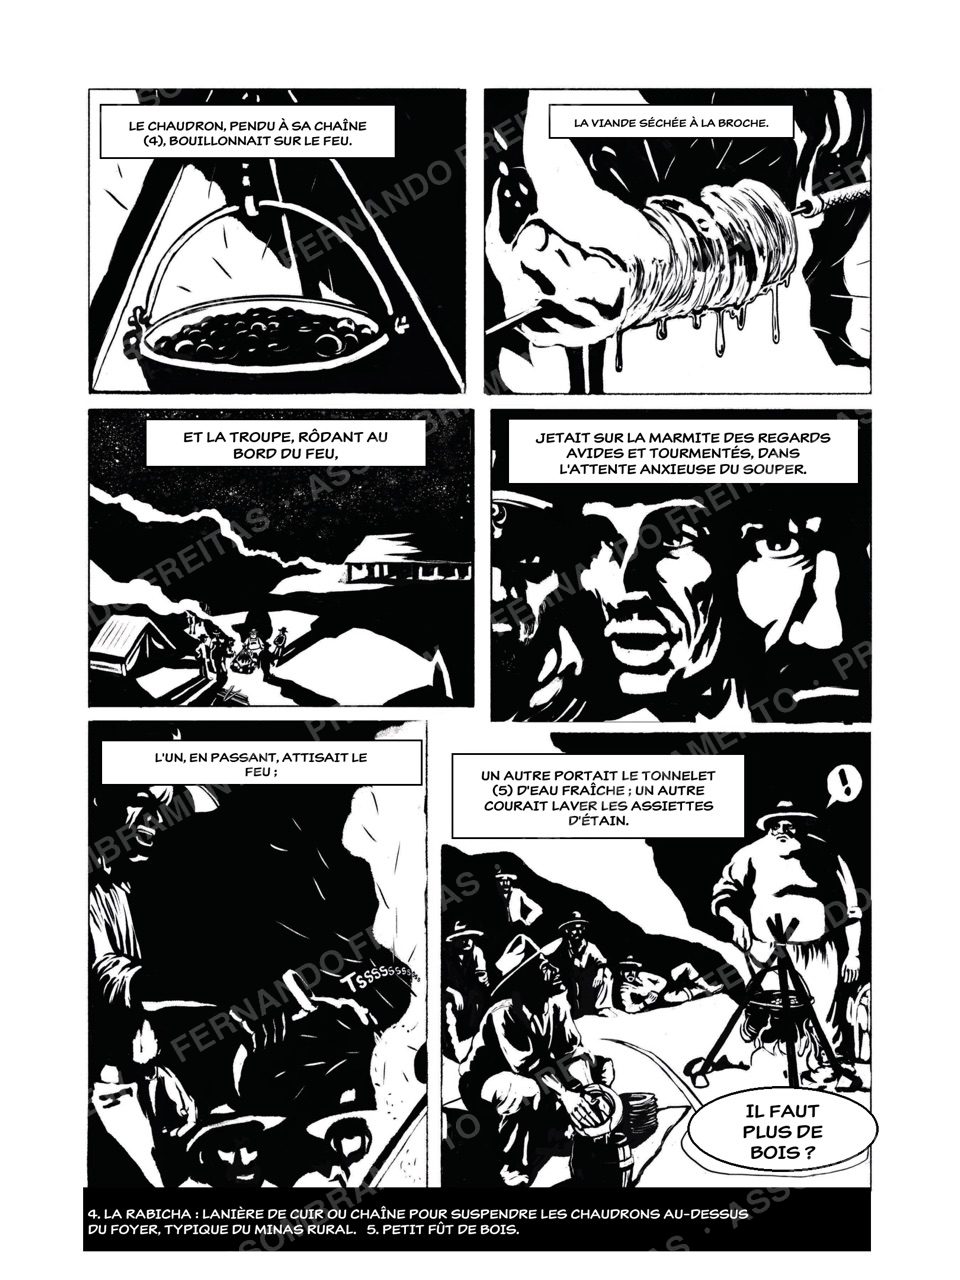 LE CHAUDRON, PENDU À SA CHAÎNE
(4), BOUILLONNAIT SUR LE FEU.
LA VIANDE SÉCHÉE À LA BROCHE.
ET LA TROUPE, RÔDANT AU
BORD DU FEU,
JETAIT SUR LA MARMITE DES REGARDS
AVIDES ET TOURMENTÉS, DANS
L'ATTENTE ANXIEUSE DU SOUPER.
L'UN, EN PASSANT, ATTISAIT LE
FEU ;
TSSSSSSSSSS
UN AUTRE PORTAIT LE TONNELET
(5) D'EAU FRAÎCHE ; UN AUTRE
COURAIT LAVER LES ASSIETTES
D'ÉTAIN.
!
IL FAUT
PLUS DE
BOIS ?
4. LA RABICHA : LANIÈRE DE CUIR OU CHAÎNE POUR SUSPENDRE LES CHAUDRONS AU-DESSUS
DU FOYER, TYPIQUE DU MINAS RURAL. 5. PETIT FÛT DE BOIS.
FERNANDO FREITAS
ASSOMBRAMENTO